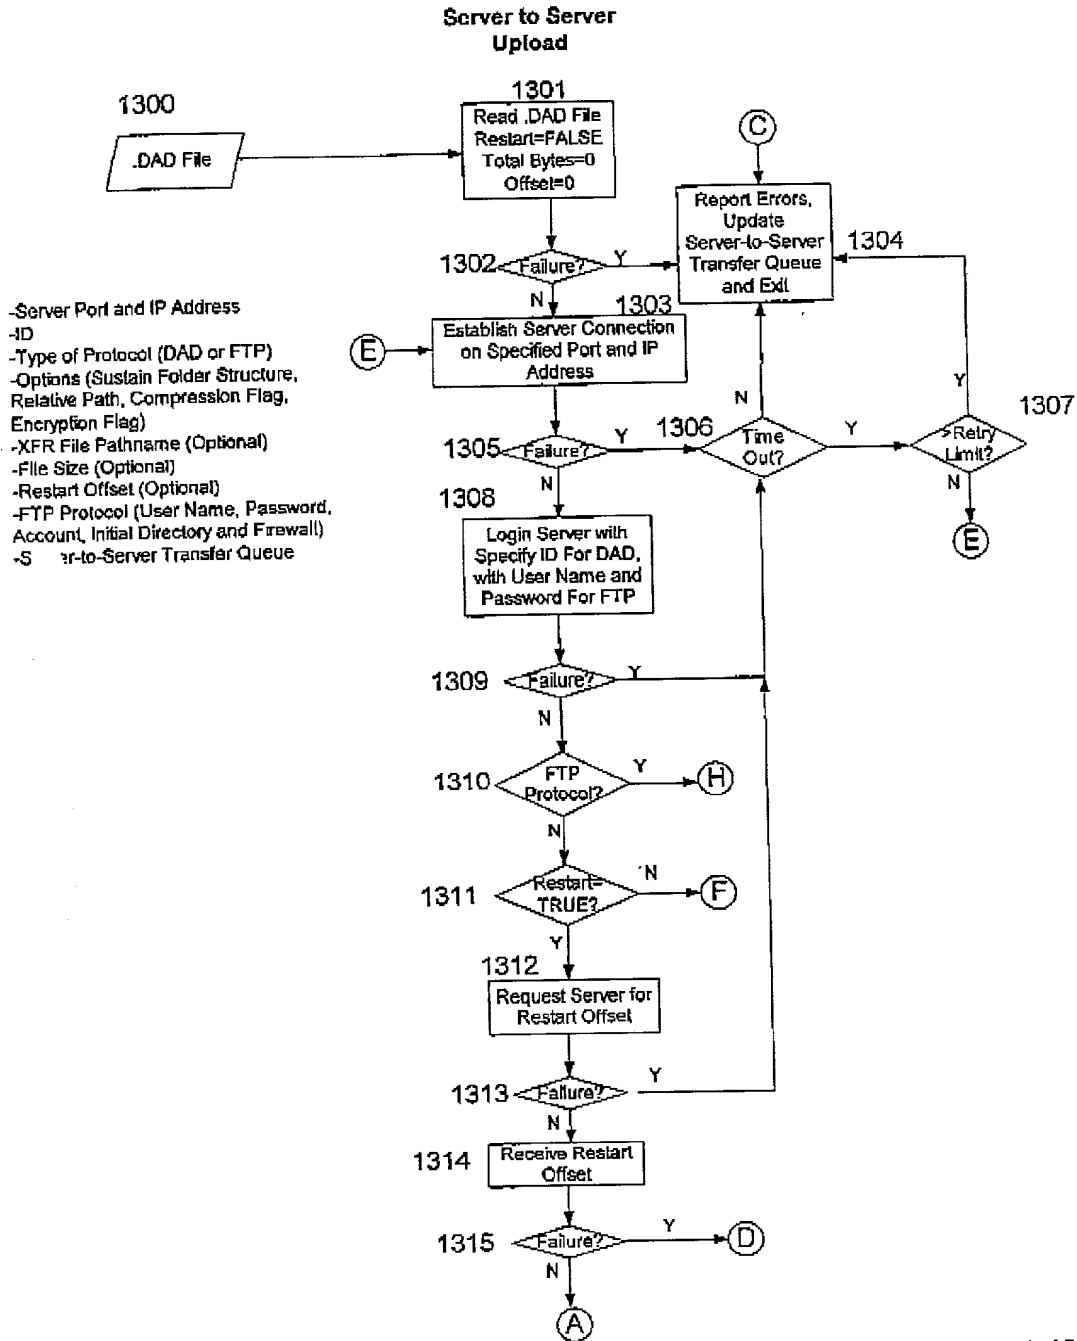 Server to Server
Upload
1300
.DAD File
1301
Read .DAD File
Restart=FALSE
Total Bytes=0
Offset=0
C
Report Errors,
Update
Server-to-Server
Transfer Queue
and Exit
1304
1302
Failure?
Y
N
1303
-Server Port and IP Address
-ID
-Type of Protocol (DAD or FTP)
-Options (Sustain Folder Structure,
Relative Path, Compression Flag,
Encryption Flag)
-XFR File Pathname (Optional)
-File Size (Optional)
-Restart Offset (Optional)
-FTP Protocol (User Name, Password,
Account, Initial Directory and Firewall)
-S er-to-Server Transfer Queue
E
Establish Server Connection
on Specified Port and IP
Address
1305
Failure?
Y
N
1306
Time
Out?
N
Y
1307
>Retry
Limit?
Y
N
E
1308
Login Server with
Specify ID For DAD,
with User Name and
Password For FTP
1309
Failure?
Y
N
1310
FTP
Protocol?
Y
H
N
1311
Restart=
TRUE?
N
F
Y
1312
Request Server for
Restart Offset
1313
Failure?
Y
N
1314
Receive Restart
Offset
1315
Failure?
Y
D
N
A